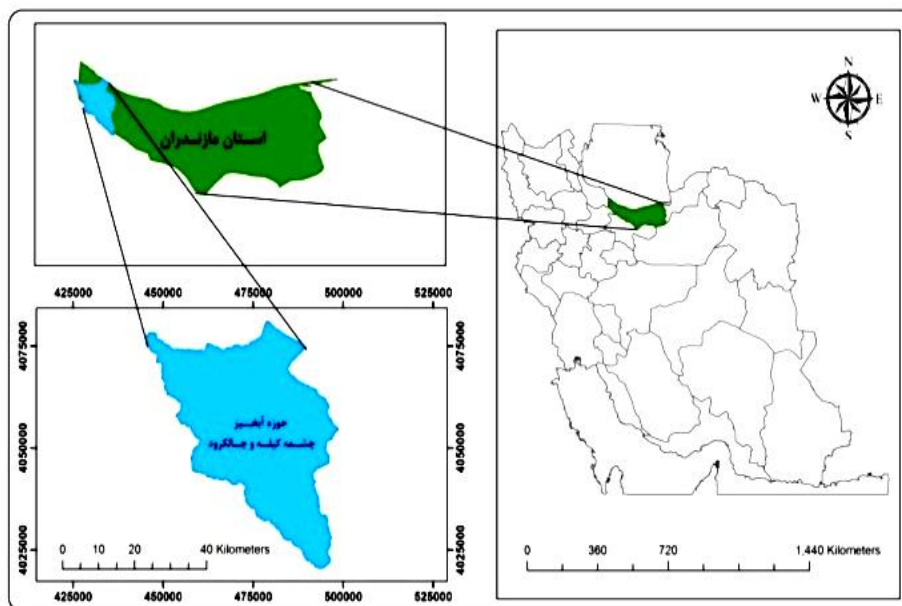 استان مازندران
N
W E
S
425000 450000 475000 500000 525000
4075000 4075000
حوزه آبخیز
چشمه کیله و چالکرود
4050000 4050000
4025000 4025000
0 10 20 40 Kilometers
425000 450000 475000 500000 525000
0 360 720 1,440 Kilometers